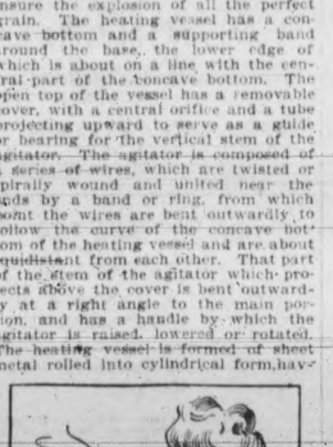 nsure the explosion of all the perfect
grain. The heating vessel has a con-
cave bottom and a supporting band
around the base, the lower edge of
which is about on a line with the cen-
tral part of the concave bottom. The
open top of the vessel has a removable
cover, with a central orifice and a tube
projecting upward to serve as a guide
or bearing for the vertical stem of the
agitator. The agitator is composed of
a series of wires, which are twisted or
spirally wound and united near the
ends by a band or ring, from which
point the wires are bent outwardly to
follow the curve of the concave bot-
tom of the heating vessel and are about
equidistant from each other. That part
of the stem of the agitator which pro-
jects above the cover is bent outward-
ly at a right angle to the main por-
tion, and has a handle by which the
agitator is raised, lowered or rotated.
The heating vessel is formed of sheet
metal rolled into cylindrical form, hav-